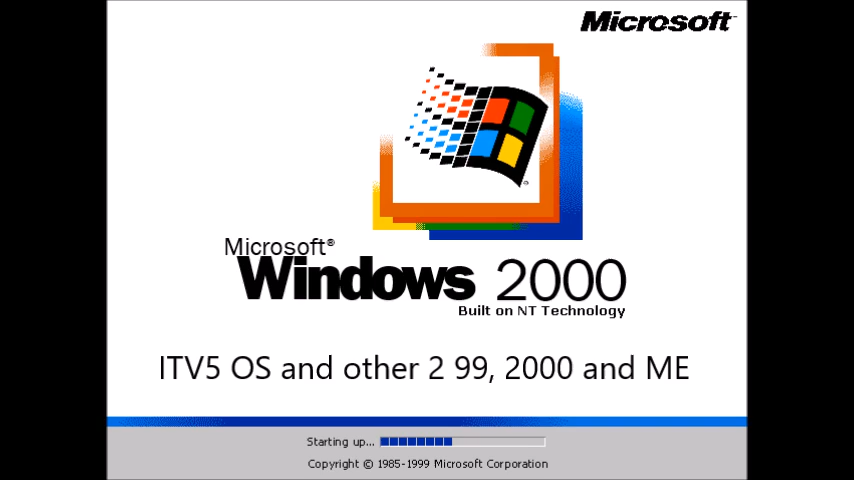 Microsoft
Microsoft®
Windows 2000
Built on NT Technology
ITV5 OS and other 2 99, 2000 and ME
Starting up...
Copyright © 1985-1999 Microsoft Corporation